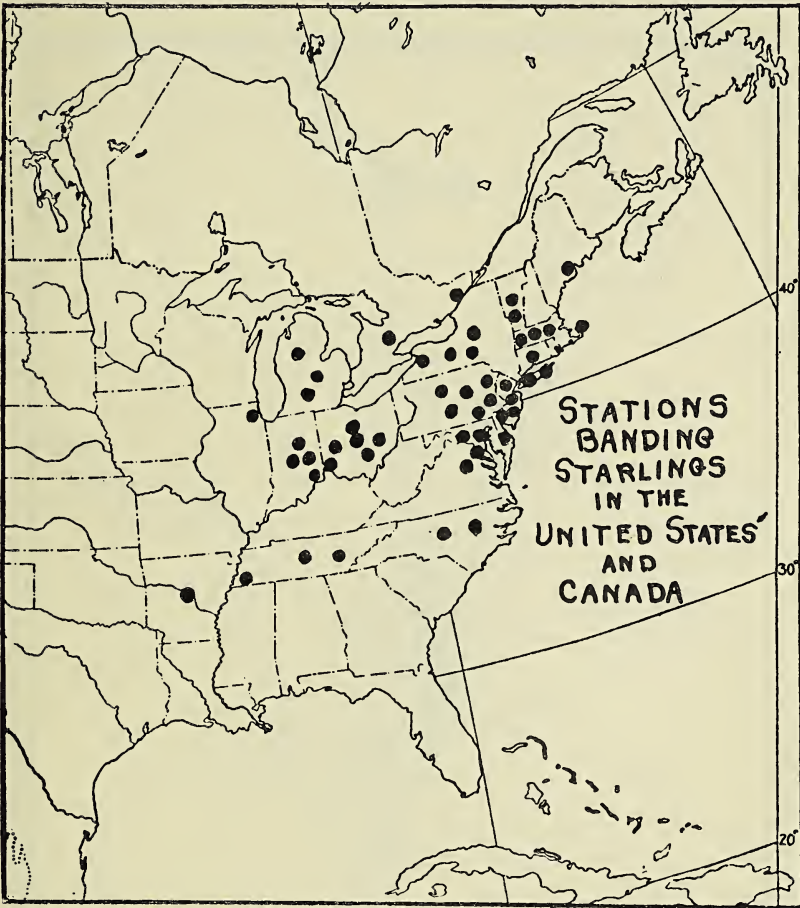 STATIONS
BANDING
STARLINGS
IN THE
UNITED STATES
AND
CANADA
40°
30°
20°